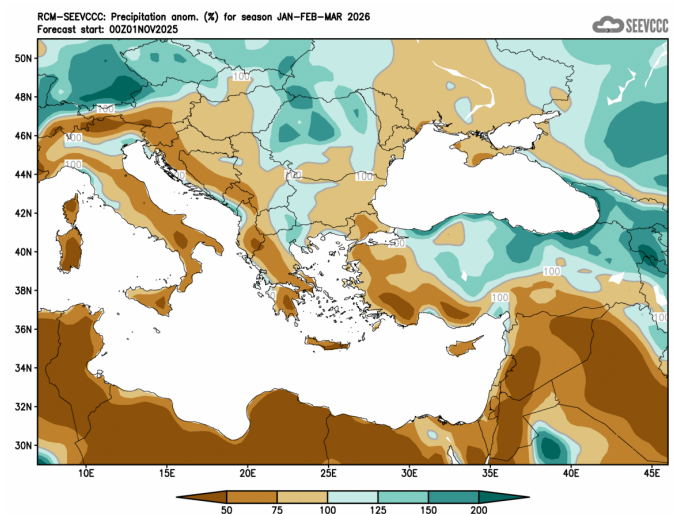 RCM-SEEVCCC: Precipitation anom. (%) for season JAN-FEB-MAR 2026
Forecast start: 00Z01NOV2025
SEEVCCC
50N
48N
46N
44N
42N
40N
38N
36N
34N
32N
30N
100
100
100
100
100
100
100
100
100
10E
15E
20E
25E
30E
35E
40E
45E
50
75
100
125
150
200